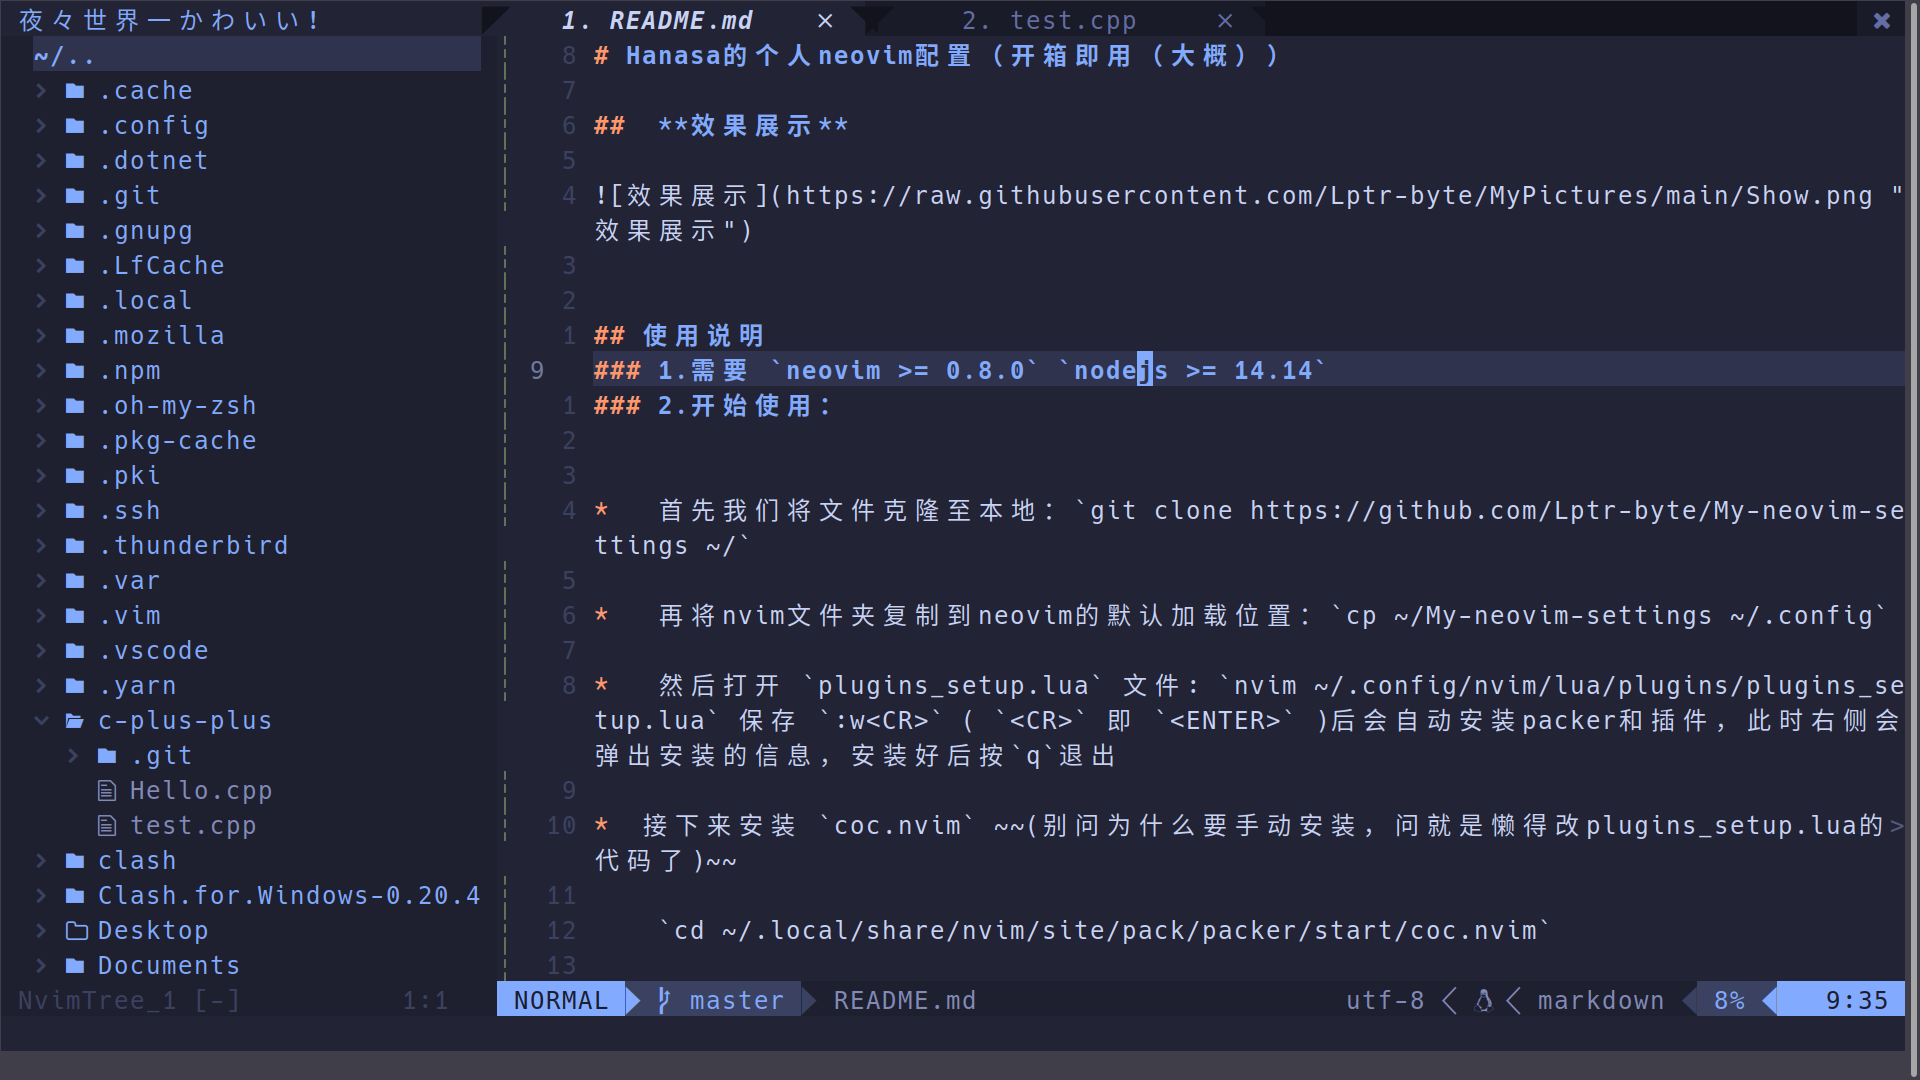 夜々世界一かわいい！
1. README.md ×
2. test.cpp ×
~/..
.cache
.config
.dotnet
.git
.gnupg
.LfCache
.local
.mozilla
.npm
.oh-my-zsh
.pkg-cache
.pki
.ssh
.thunderbird
.var
.vim
.vscode
.yarn
c-plus-plus
.git
Hello.cpp
test.cpp
clash
Clash.for.Windows-0.20.4
Desktop
Documents
NvimTree_1 [-] 1:1
8 # Hanasa的个人neovim配置（开箱即用（大概））
7
6 ##  **效果展示**
5
4 ![效果展示](https://raw.githubusercontent.com/Lptr-byte/MyPictures/main/Show.png "
效果展示")
3
2
1 ## 使用说明
9 ### 1.需要 `neovim >= 0.8.0` `nodejs >= 14.14`
1 ### 2.开始使用：
2
3
4 *   首先我们将文件克隆至本地：`git clone https://github.com/Lptr-byte/My-neovim-se
ttings ~/`
5
6 *   再将nvim文件夹复制到neovim的默认加载位置：`cp ~/My-neovim-settings ~/.config`
7
8 *   然后打开 `plugins_setup.lua` 文件：`nvim ~/.config/nvim/lua/plugins/plugins_se
tup.lua` 保存 `:w<CR>` ( `<CR>` 即 `<ENTER>` )后会自动安装packer和插件，此时右侧会
弹出安装的信息，安装好后按`q`退出
9
10 *  接下来安装 `coc.nvim` ~~(别问为什么要手动安装，问就是懒得改plugins_setup.lua的>
代码了)~~
11
12     `cd ~/.local/share/nvim/site/pack/packer/start/coc.nvim`
13
NORMAL master README.md utf-8 markdown 8% 9:35